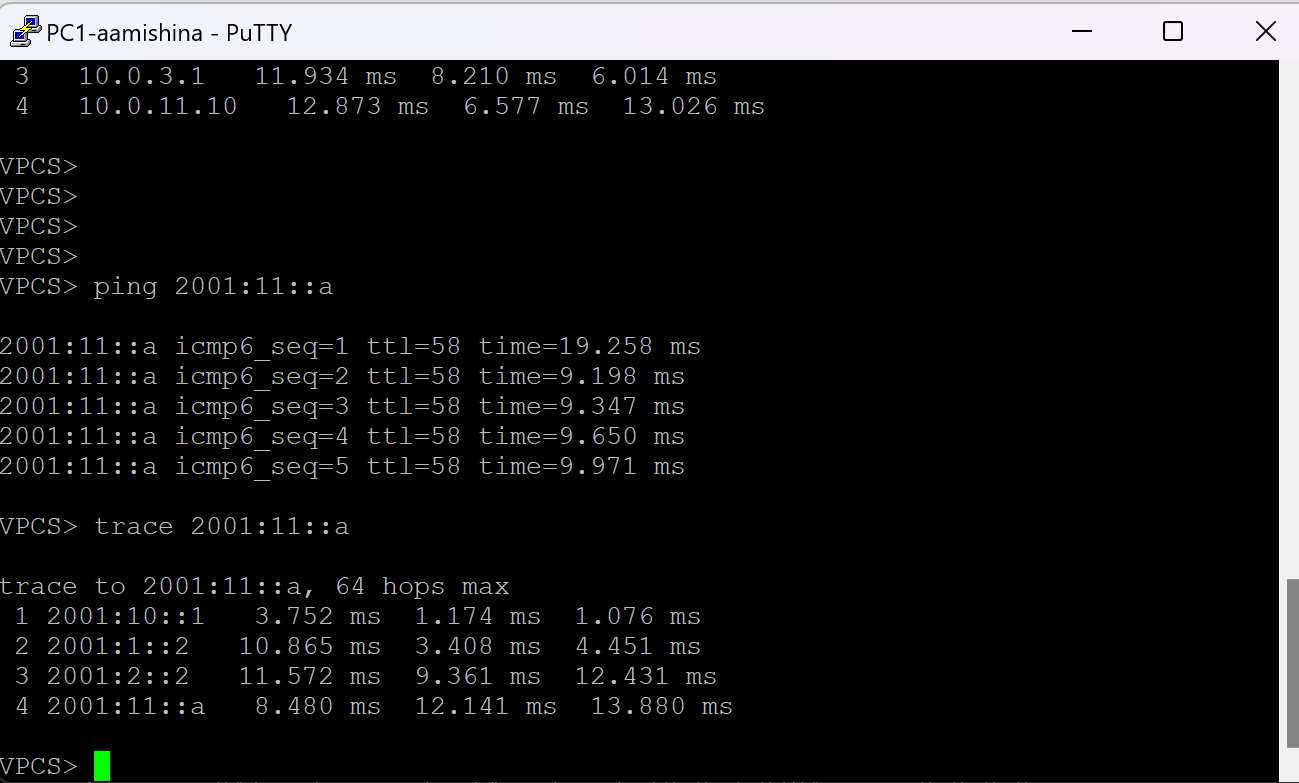 PC1-aamishina - PuTTY
3 10.0.3.1 11.934 ms 8.210 ms 6.014 ms
4 10.0.11.10 12.873 ms 6.577 ms 13.026 ms
VPCS>
VPCS>
VPCS>
VPCS>
VPCS> ping 2001:11::a
2001:11::a icmp6_seq=1 ttl=58 time=19.258 ms
2001:11::a icmp6_seq=2 ttl=58 time=9.198 ms
2001:11::a icmp6_seq=3 ttl=58 time=9.347 ms
2001:11::a icmp6_seq=4 ttl=58 time=9.650 ms
2001:11::a icmp6_seq=5 ttl=58 time=9.971 ms
VPCS> trace 2001:11::a
trace to 2001:11::a, 64 hops max
1 2001:10::1 3.752 ms 1.174 ms 1.076 ms
2 2001:1::2 10.865 ms 3.408 ms 4.451 ms
3 2001:2::2 11.572 ms 9.361 ms 12.431 ms
4 2001:11::a 8.480 ms 12.141 ms 13.880 ms
VPCS>